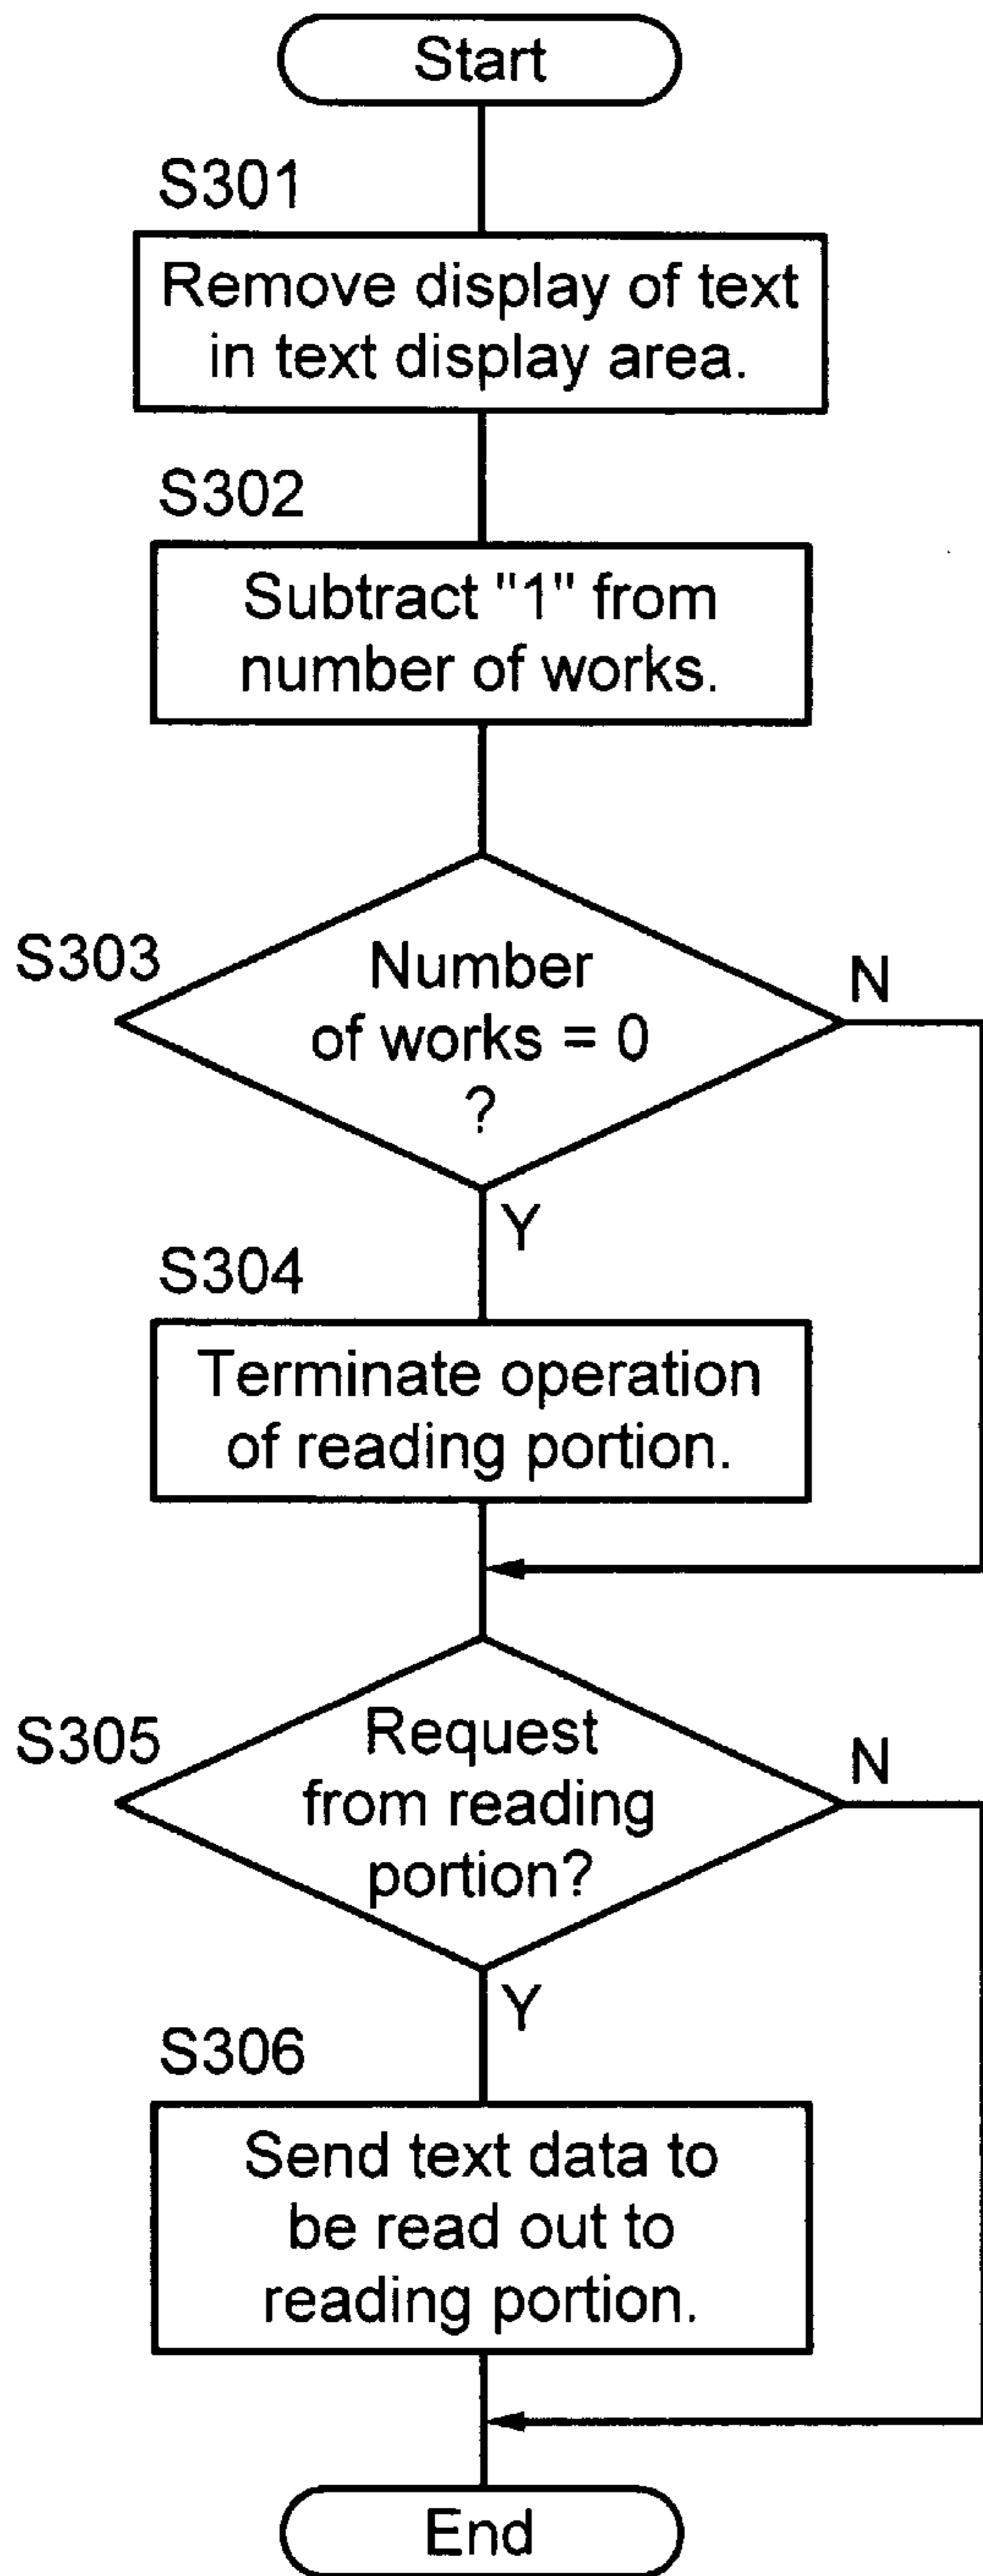 Start
S301
Remove display of text
in text display area.
S302
Subtract "1" from
number of works.
S303
Number
of works = 0
?
N
Y
S304
Terminate operation
of reading portion.
S305
Request
from reading
portion?
N
Y
S306
Send text data to
be read out to
reading portion.
End